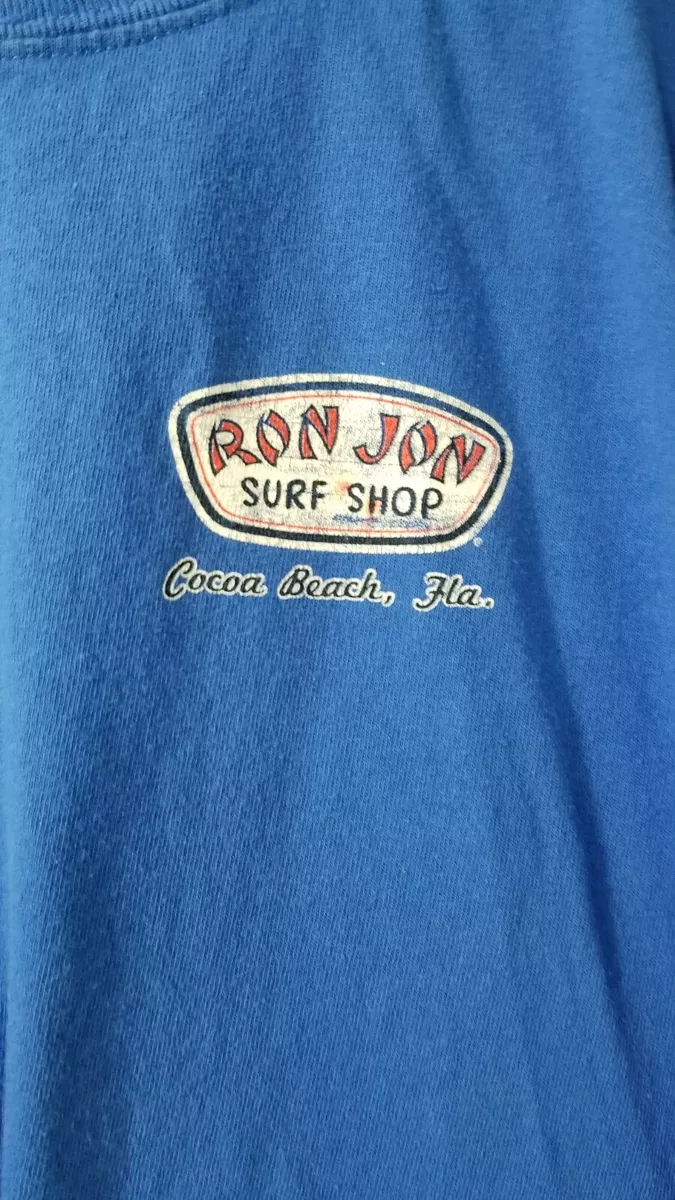 RON JON
SURF SHOP
®
Cocoa Beach, Fla.